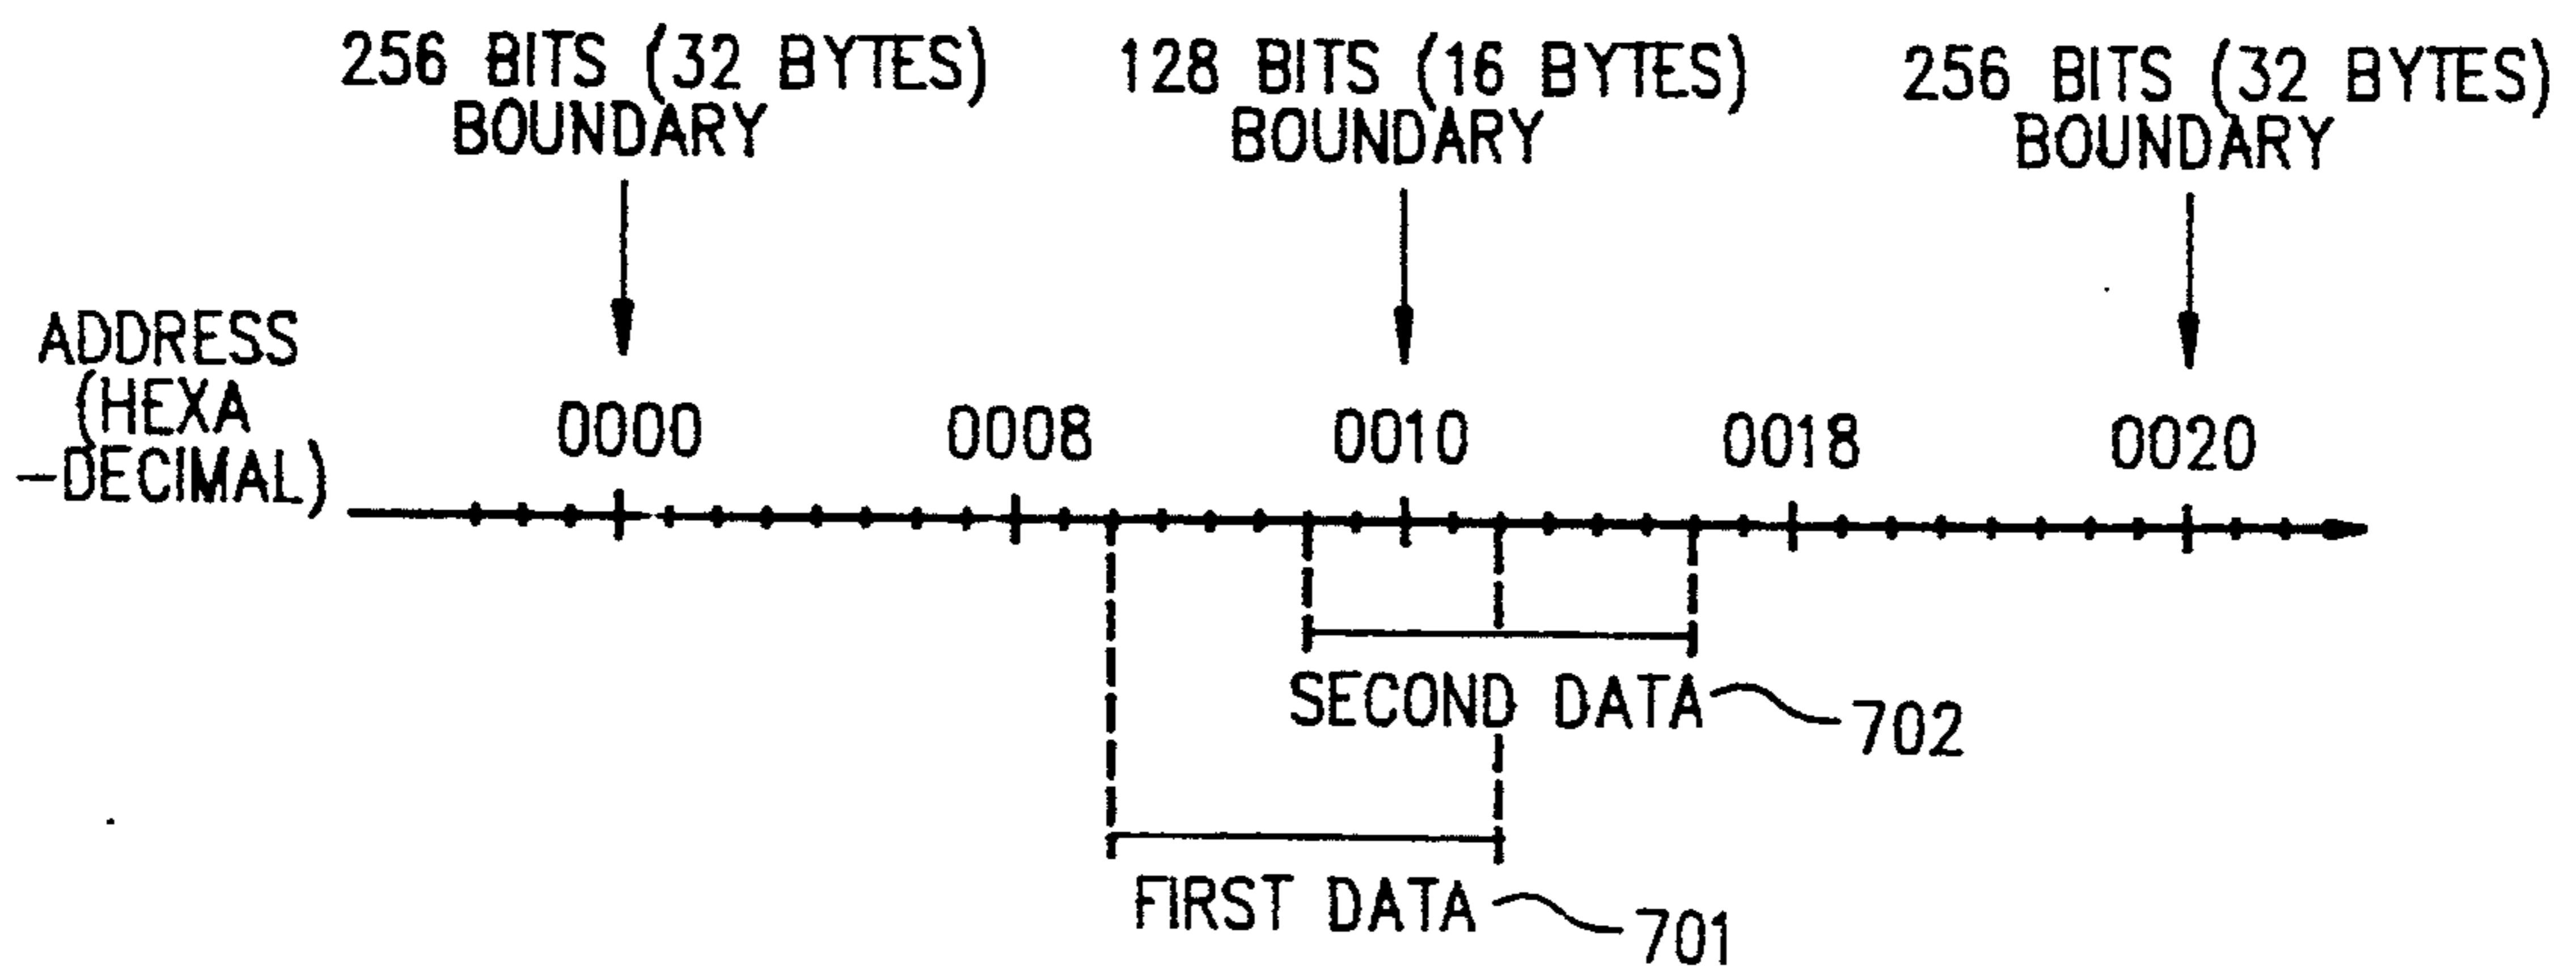 256 BITS (32 BYTES)
BOUNDARY
128 BITS (16 BYTES)
BOUNDARY
256 BITS (32 BYTES)
BOUNDARY
ADDRESS
(HEXA
-DECIMAL)
0000
0008
0010
0018
0020
SECOND DATA
702
FIRST DATA
701